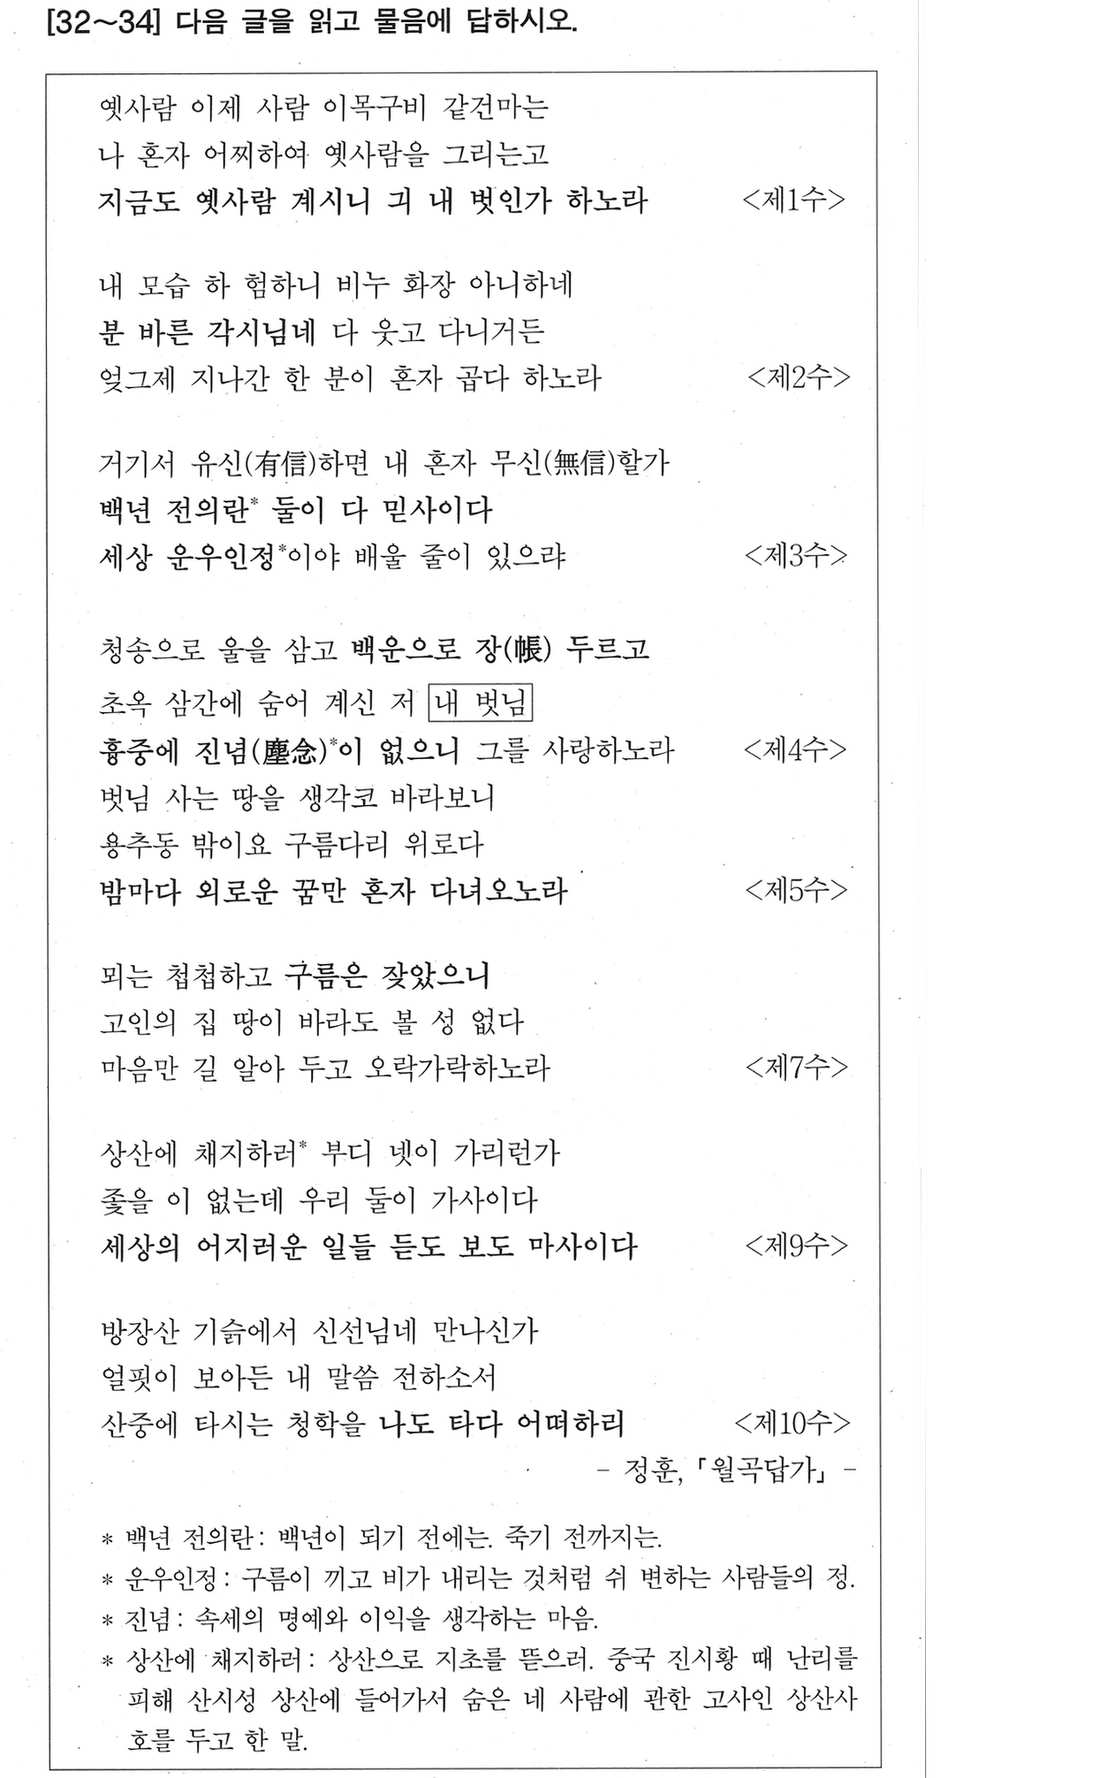 [32~34] 다음 글을 읽고 물음에 답하시오.
옛사람 이제 사람 이목구비 같건마는
나 혼자 어찌하여 옛사람을 그리는고
지금도 옛사람 계시니 긔 내 벗인가 하노라 <제1수>
내 모습 하 험하니 비누 화장 아니하네
분 바른 각시님네 다 웃고 다니거든
엊그제 지나간 한 분이 혼자 곱다 하노라 <제2수>
거기서 유신(有信)하면 내 혼자 무신(無信)할가
백년 전의란* 둘이 다 믿사이다
세상 운우인정*이야 배울 줄이 있으랴 <제3수>
청송으로 울을 삼고 백운으로 장(帳) 두르고
초옥 삼간에 숨어 계신 저 내 벗님
흉중에 진념(塵念)*이 없으니 그를 사랑하노라 <제4수>
벗님 사는 땅을 생각코 바라보니
용추동 밖이요 구름다리 위로다
밤마다 외로운 꿈만 혼자 다녀오노라 <제5수>
뫼는 첩첩하고 구름은 잦았으니
고인의 집 땅이 바라도 볼 성 없다
마음만 길 알아 두고 오락가락하노라 <제7수>
상산에 채지하러* 부디 넷이 가리런가
좇을 이 없는데 우리 둘이 가사이다
세상의 어지러운 일들 듣도 보도 마사이다 <제9수>
방장산 기슭에서 신선님네 만나신가
얼핏이 보아든 내 말씀 전하소서
산중에 타시는 청학을 나도 타다 어떠하리 <제10수>
- 정훈, 「월곡답가」 -
* 백년 전의란: 백년이 되기 전에는. 죽기 전까지는.
* 운우인정: 구름이 끼고 비가 내리는 것처럼 쉬 변하는 사람들의 정.
* 진념: 속세의 명예와 이익을 생각하는 마음.
* 상산에 채지하러: 상산으로 지초를 뜯으러. 중국 진시황 때 난리를
피해 산시성 상산에 들어가서 숨은 네 사람에 관한 고사인 상산사
호를 두고 한 말.